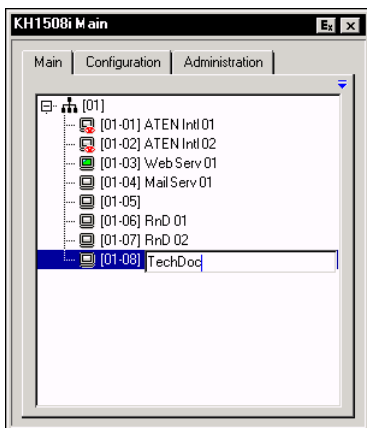 KH1508i Main
Ex
Main Configuration Administration
[01]
[01-01] ATEN Intl 01
[01-02] ATEN Intl 02
[01-03] Web Serv 01
[01-04] Mail Serv 01
[01-05]
[01-06] RnD 01
[01-07] RnD 02
[01-08] TechDoc